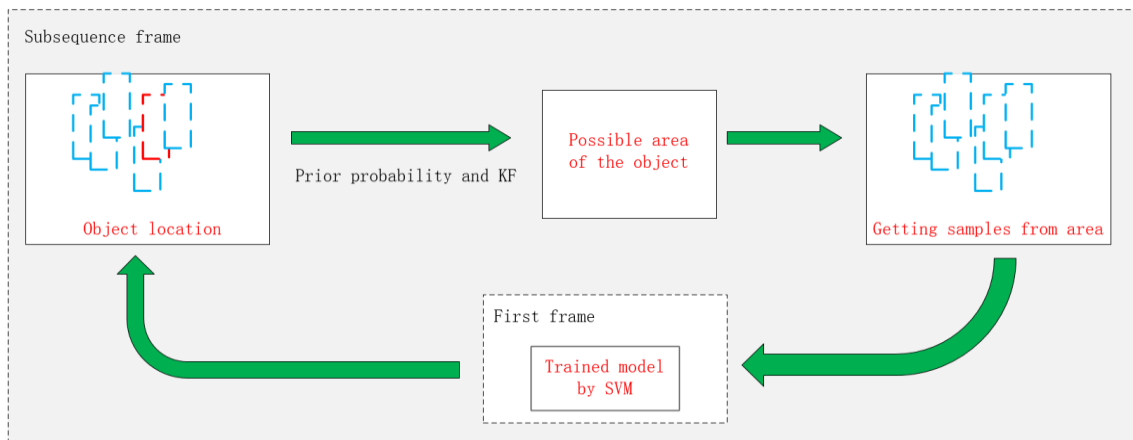 Subsequence frame
Object location
Prior probability and KF
Possible area
of the object
Getting samples from area
First frame
Trained model
by SVM